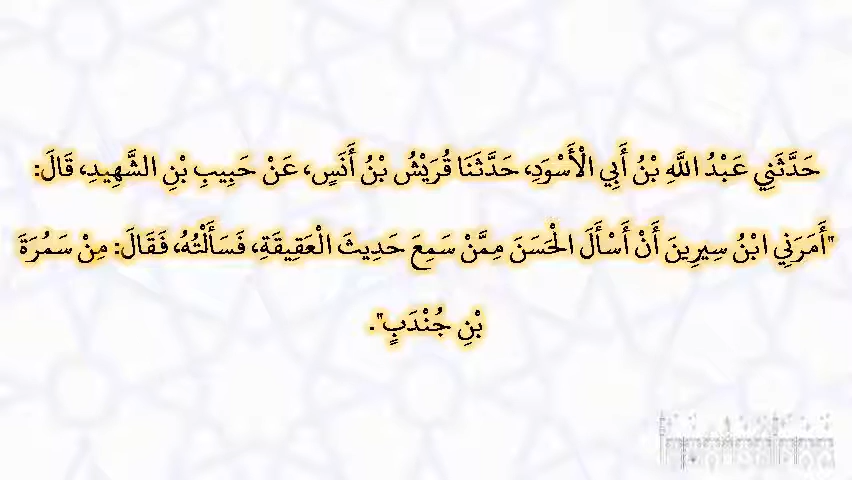 حَدَّثَنِي عَبْدُ اللَّهِ بْنُ أَبِي الْأَسْوَدِ، حَدَّثَنَا قُرَيْشُ بْنُ أَنَسٍ، عَنْ حَبِيبِ بْنِ الشَّهِيدِ، قَالَ:
"أَمَرَنِي ابْنُ سِيرِينَ أَنْ أَسْأَلَ الْحَسَنَ مِمَّنْ سَمِعَ حَدِيثَ الْعَقِيقَةِ، فَسَأَلْتُهُ، فَقَالَ: مِنْ سَمُرَةَ
بْنِ جُنْدَبٍ".